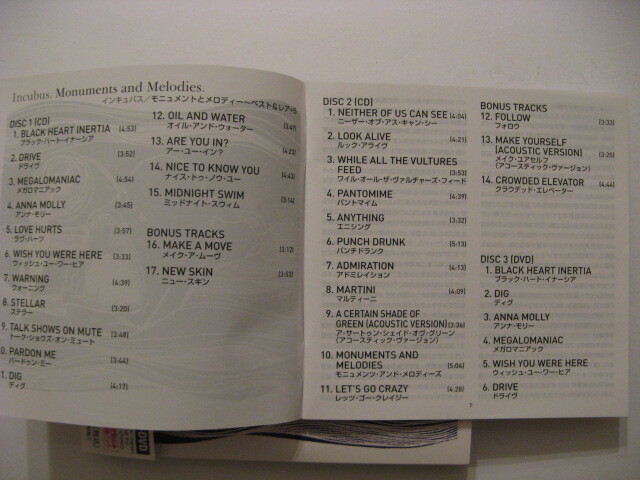 Incubus. Monuments and Melodies.
インキュバス/モニュメントとメロディー〜ベスト&レア
DISC 1 (CD)
1. BLACK HEART INERTIA [4:53]
ブラック・ハート・イナーシア
2. DRIVE [3:52]
ドライヴ
3. MEGALOMANIAC [4:54]
メガロマニアック
4. ANNA MOLLY [3:45]
アンナ・モリー
5. LOVE HURTS [3:57]
ラヴ・ハーツ
6. WISH YOU WERE HERE [3:33]
ウィッシュ・ユー・ワー・ヒア
7. WARNING [4:39]
ウォーニング
8. STELLAR [3:20]
ステラー
9. TALK SHOWS ON MUTE [3:48]
トーク・ショウズ・オン・ミュート
0. PARDON ME [3:44]
パードゥン・ミー
1. DIG [4:17]
ディグ
12. OIL AND WATER
オイル・アンド・ウォーター
13. ARE YOU IN? [4:23]
アー・ユー・イン?
14. NICE TO KNOW YOU [4:43]
ナイス・トゥ・ノウ・ユー
15. MIDNIGHT SWIM [3:14]
ミッドナイト・スウィム
BONUS TRACKS
16. MAKE A MOVE [3:12]
メイク・ア・ムーヴ
17. NEW SKIN [3:53]
ニュー・スキン
DISC 2 (CD)
1. NEITHER OF US CAN SEE [4:04]
ニーザー・オブ・アス・キャン・シー
2. LOOK ALIVE [4:21]
ルック・アライヴ
3. WHILE ALL THE VULTURES
FEED [3:53]
ワイル・オール・ザ・ヴァルチャーズ・フィード
4. PANTOMIME [4:39]
パントマイム
5. ANYTHING [3:32]
エニシング
6. PUNCH DRUNK [5:13]
パンチドランク
7. ADMIRATION [4:13]
アドミレイション
8. MARTINI [4:09]
マルティーニ
9. A CERTAIN SHADE OF
GREEN (ACOUSTIC VERSION) [3:36]
ア・サートゥン・シェイド・オヴ・グリーン
(アコースティック・ヴァージョン)
10. MONUMENTS AND
MELODIES [5:04]
モニュメンツ・アンド・メロディーズ
11. LET'S GO CRAZY [4:28]
レッツ・ゴー・クレイジー
BONUS TRACKS
12. FOLLOW [3:33]
フォロウ
13. MAKE YOURSELF
(ACOUSTIC VERSION) [3:25]
メイク・ユアセルフ
(アコースティック・ヴァージョン)
14. CROWDED ELEVATOR [4:44]
クラウデッド・エレベーター
DISC 3 (DVD)
1. BLACK HEART INERTIA
ブラック・ハート・イナーシア
2. DIG
ディグ
3. ANNA MOLLY
アンナ・モリー
4. MEGALOMANIAC
メガロマニアック
5. WISH YOU WERE HERE
ウィッシュ・ユー・ワー・ヒア
6. DRIVE
ドライヴ
1
DVD